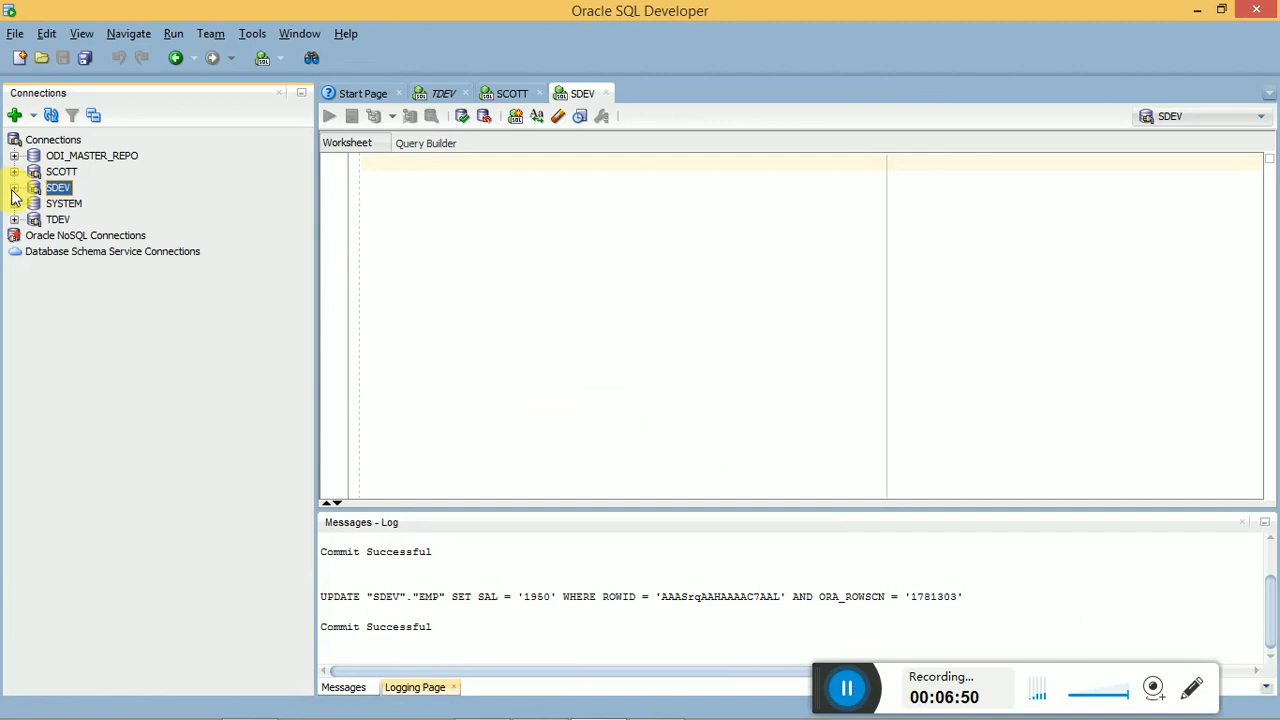 Oracle SQL Developer
File Edit View Navigate Run Team Tools Window Help
Connections
Start Page TDEV SCOTT SDEV
SDEV
Connections
Worksheet Query Builder
ODI_MASTER_REPO
SCOTT
SDEV
SYSTEM
TDEV
Oracle NoSQL Connections
Database Schema Service Connections
Messages - Log
Commit Successful
UPDATE "SDEV"."EMP" SET SAL = '1950' WHERE ROWID = 'AAASrqAAHAAAAC7AAL' AND ORA_ROWSCN = '1781303'
Commit Successful
Recording...
00:06:50
Messages Logging Page